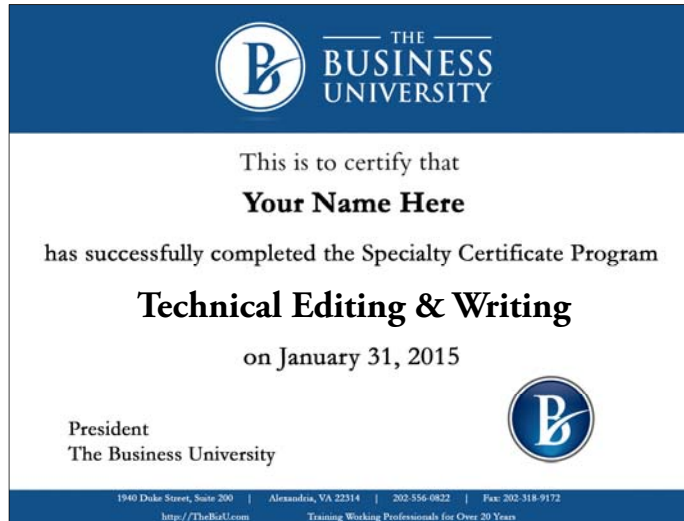 THE
BUSINESS
UNIVERSITY
This is to certify that
Your Name Here
has successfully completed the Specialty Certificate Program
Technical Editing & Writing
on January 31, 2015
President
The Business University
1940 Duke Street, Suite 200 | Alexandria, VA 22314 | 202-556-0822 | Fax: 202-318-9172
http://TheBizU.com Training Working Professionals for Over 20 Years